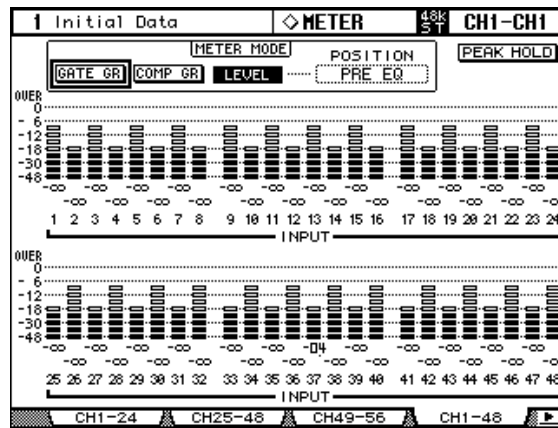 1 Initial Data ◇METER 48k ST CH1-CH1
METER MODE POSITION PEAK HOLD
GATE GR COMP GR LEVEL PRE EQ
OVER
0
- 6
-12
-18
-30
-48
-∞ -∞ -∞ -∞ -∞ -∞ -∞ -∞ -∞ -∞ -∞ -∞
-∞ -∞ -∞ -∞ -∞ -∞ -∞ -∞ -∞ -∞ -∞ -∞
1 2 3 4 5 6 7 8 9 10 11 12 13 14 15 16 17 18 19 20 21 22 23 24
INPUT
OVER
0
- 6
-12
-18
-30
-48
-∞ -∞ -∞ -∞ -∞ -∞ -04 -∞ -∞ -∞ -∞ -∞
-∞ -∞ -∞ -∞ -∞ -∞ -∞ -∞ -∞ -∞ -∞ -∞
25 26 27 28 29 30 31 32 33 34 35 36 37 38 39 40 41 42 43 44 45 46 47 48
INPUT
CH1-24 CH25-48 CH49-56 CH1-48